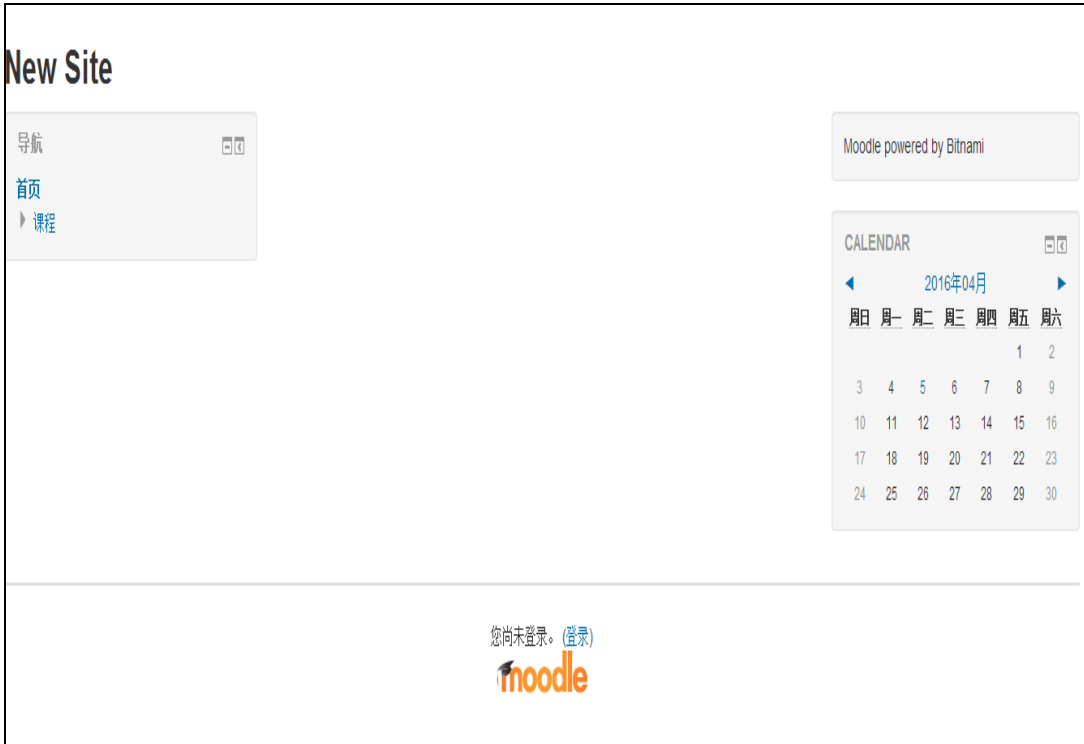 New Site
导航
首页
课程
Moodle powered by Bitnami
CALENDAR
2016年04月
周日 周一 周二 周三 周四 周五 周六
1 2
3 4 5 6 7 8 9
10 11 12 13 14 15 16
17 18 19 20 21 22 23
24 25 26 27 28 29 30
您尚未登录。 (登录)
moodle